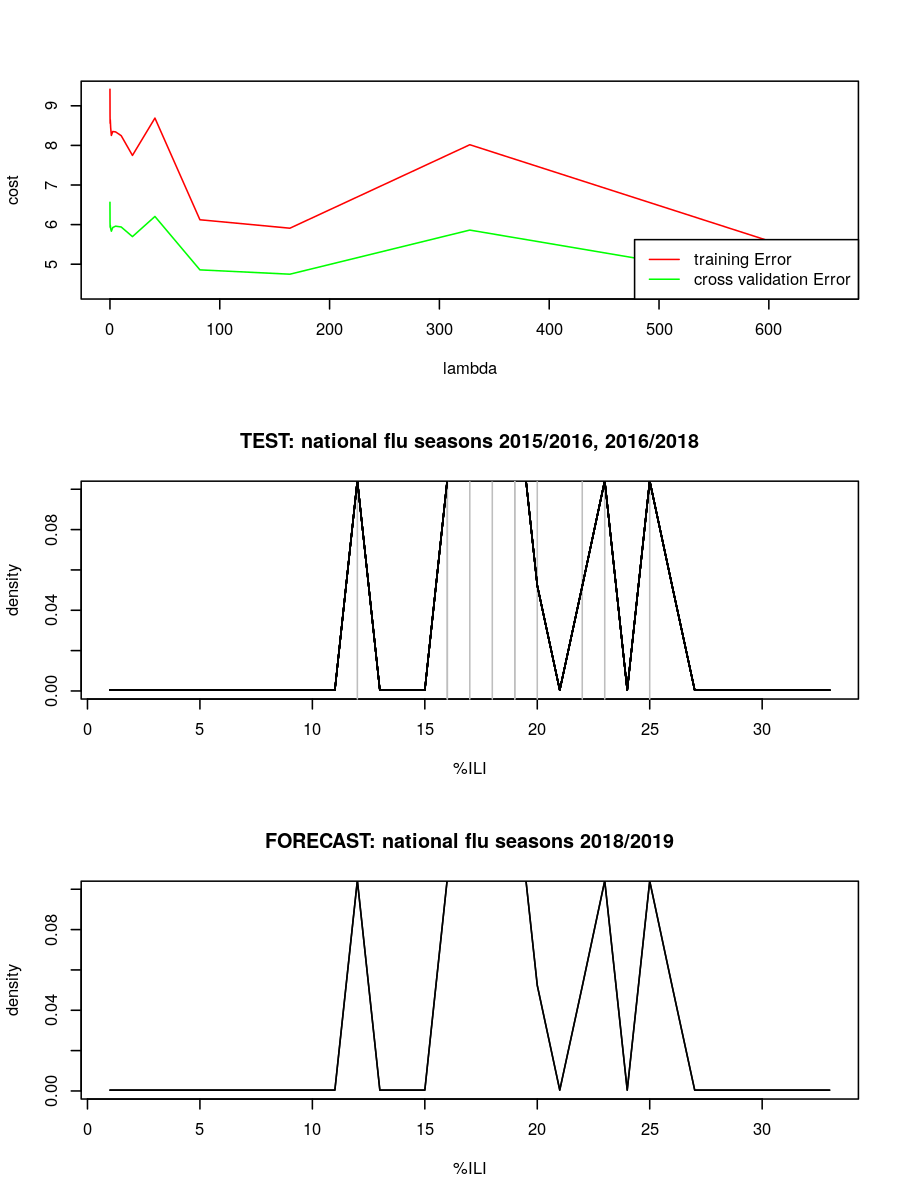 9
8
7
6
5
cost
training Error
cross validation Error
0 100 200 300 400 500 600
lambda
TEST: national flu seasons 2015/2016, 2016/2018
0.08
0.04
0.00
density
0 5 10 15 20 25 30
%ILI
FORECAST: national flu seasons 2018/2019
0.08
0.04
0.00
density
0 5 10 15 20 25 30
%ILI